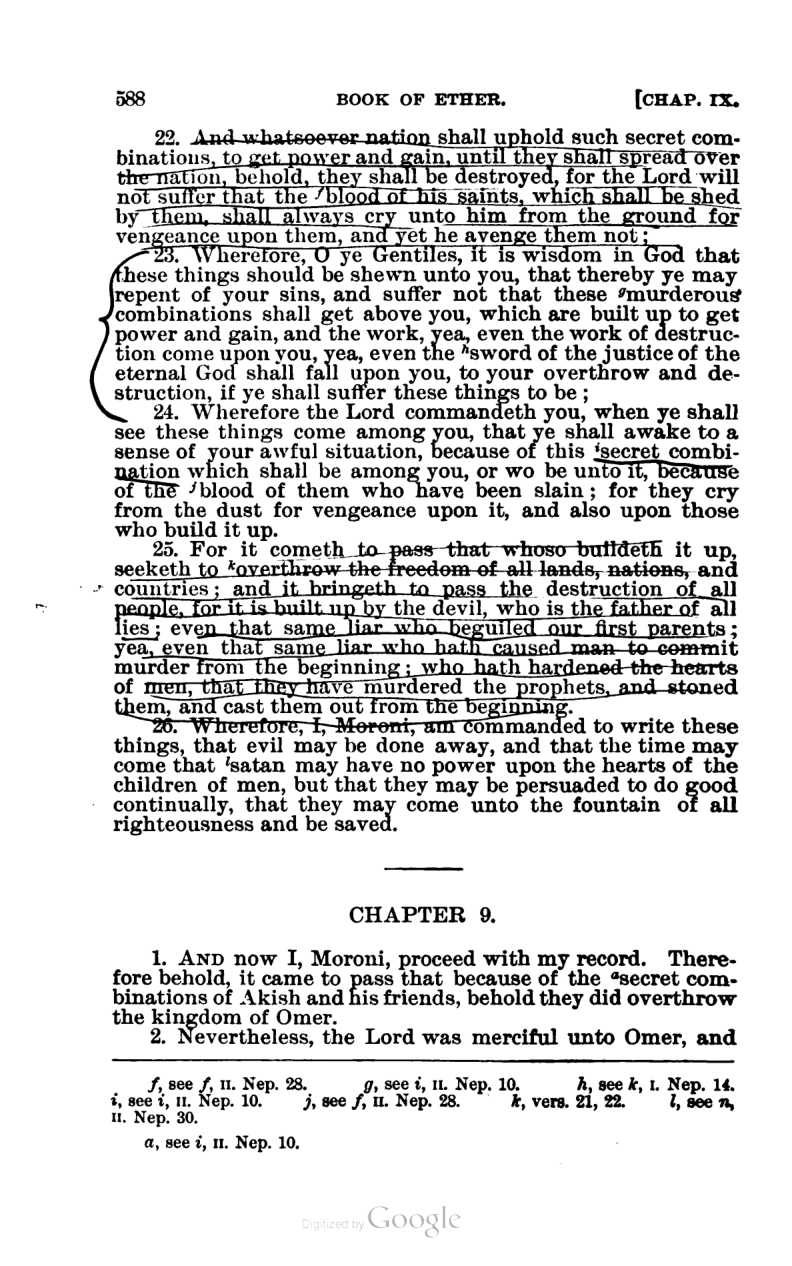 588 BOOK OF ETHER. [CHAP. IX.
22. And whatsoever nation shall uphold such secret com-
binations, to get power and gain, until they shall spread over
the nation, behold, they shall be destroyed, for the Lord will
not suffer that the ᶠblood of his saints, which shall be shed
by them, shall always cry unto him from the ground for
vengeance upon them, and yet he avenge them not;
23. Wherefore, O ye Gentiles, it is wisdom in God that
these things should be shewn unto you, that thereby ye may
repent of your sins, and suffer not that these ᵍmurderous
combinations shall get above you, which are built up to get
power and gain, and the work, yea, even the work of destruc-
tion come upon you, yea, even the ʰsword of the justice of the
eternal God shall fall upon you, to your overthrow and de-
struction, if ye shall suffer these things to be;
24. Wherefore the Lord commandeth you, when ye shall
see these things come among you, that ye shall awake to a
sense of your awful situation, because of this ⁱsecret combi-
nation which shall be among you, or wo be unto it, because
of the ʲblood of them who have been slain; for they cry
from the dust for vengeance upon it, and also upon those
who build it up.
25. For it cometh to pass that whoso buildeth it up,
seeketh to ᵏoverthrow the freedom of all lands, nations, and
countries; and it bringeth to pass the destruction of all
people, for it is built up by the devil, who is the father of all
lies; even that same liar who beguiled our first parents;
yea, even that same liar who hath caused man to commit
murder from the beginning; who hath hardened the hearts
of men, that they have murdered the prophets, and stoned
them, and cast them out from the beginning.
26. Wherefore, I, Moroni, am commanded to write these
things, that evil may be done away, and that the time may
come that ˡsatan may have no power upon the hearts of the
children of men, but that they may be persuaded to do good
continually, that they may come unto the fountain of all
righteousness and be saved.
CHAPTER 9.
1. AND now I, Moroni, proceed with my record. There-
fore behold, it came to pass that because of the ᵃsecret com-
binations of Akish and his friends, behold they did overthrow
the kingdom of Omer.
2. Nevertheless, the Lord was merciful unto Omer, and
f, see f, II. Nep. 28. g, see i, II. Nep. 10. h, see k, I. Nep. 14.
i, see i, II. Nep. 10. j, see f, II. Nep. 28. k, vers. 21, 22. l, see n,
II. Nep. 30.
a, see i, II. Nep. 10.
Digitized by Google